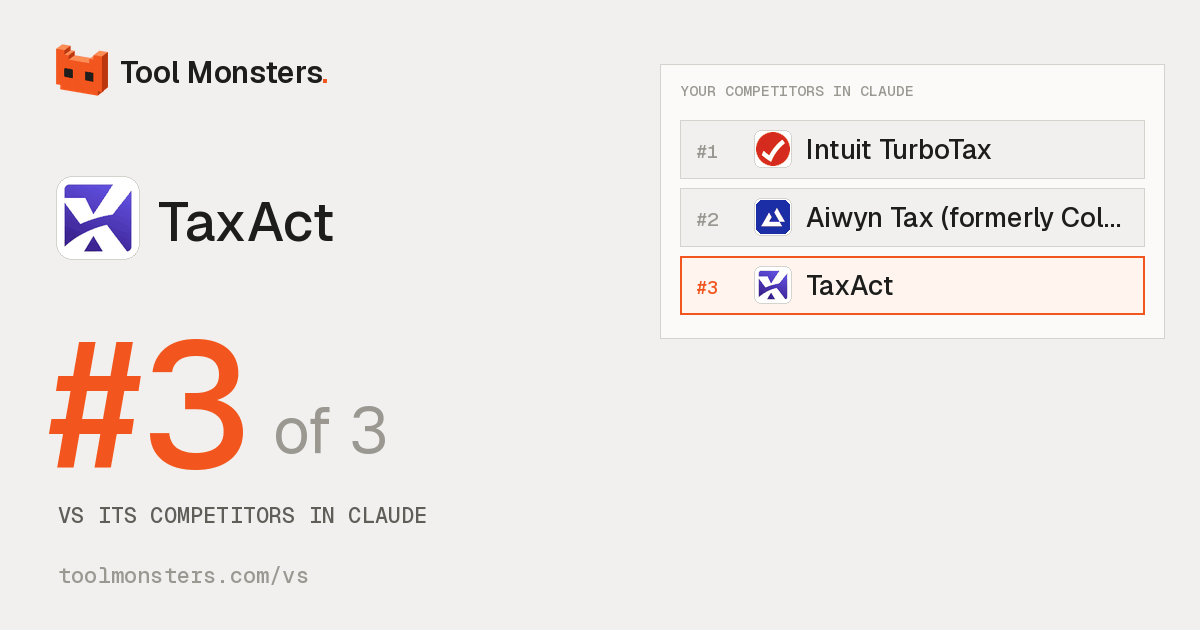 Tool Monsters.
TaxAct
#3 of 3
VS ITS COMPETITORS IN CLAUDE
toolmonsters.com/vs
YOUR COMPETITORS IN CLAUDE
#1 Intuit TurboTax
#2 Aiwyn Tax (formerly Col...
#3 TaxAct